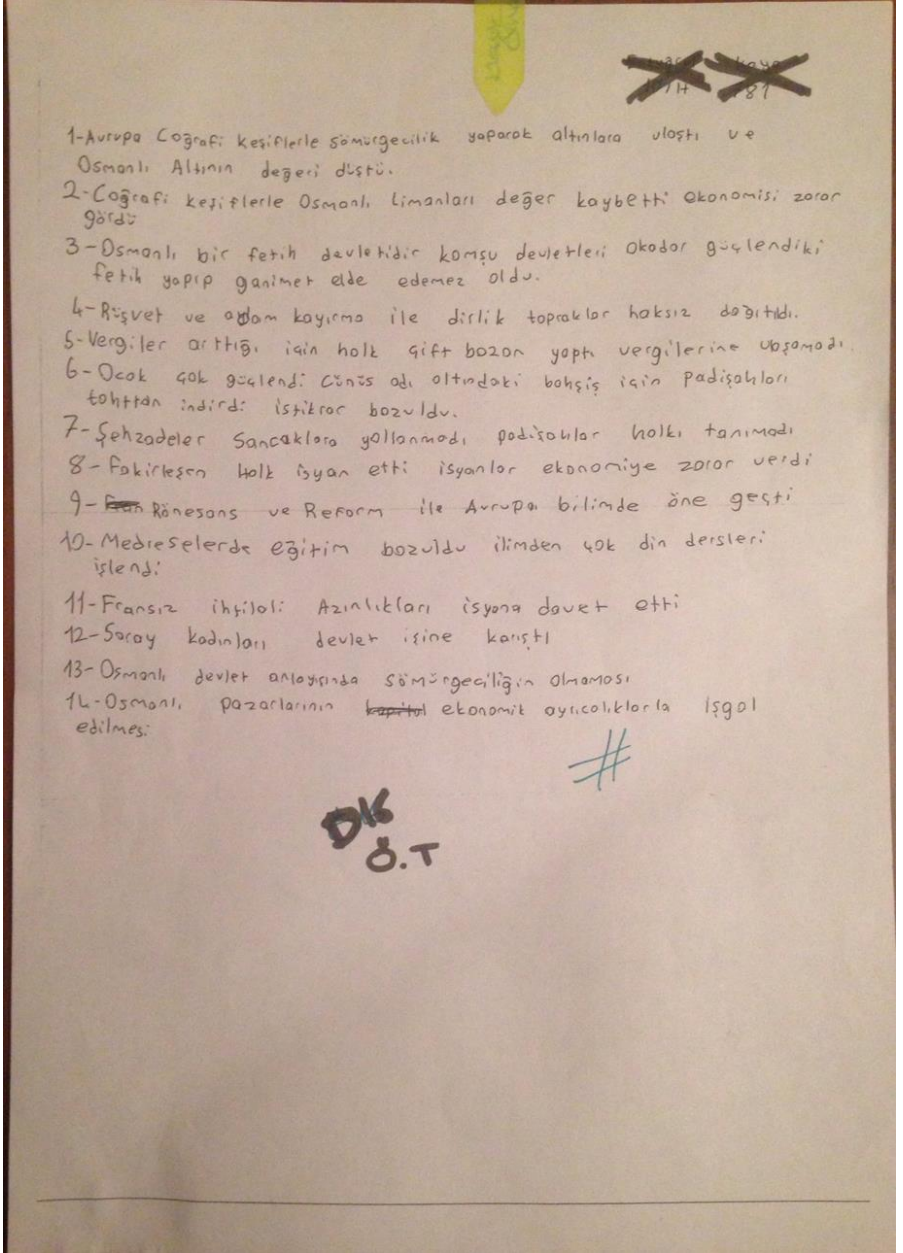 1-Avrupa Coğrafi keşiflerle sömürgecilik yaparak altınlara ulaştı ve
Osmanlı Altının değeri düştü.
2-Coğrafi keşiflerle Osmanlı Limanları değer kaybetti ekonomisi zarar
gördü
3-Osmanlı bir fetih devletidir komşu devletleri okadar güçlendiki
fetih yapıp ganimet elde edemez oldu.
4-Rüşvet ve adam kayırma ile dirlik topraklar haksız dağıtıldı.
5-Vergiler arttığı için halk çift bozan yaptı vergilerine
6-Ocak çok güçlendi Cünüs adı altındaki bahşiş için Padişahları
tahttan indirdi istikrar bozuldu.
7-Şehzadeler Sancaklara yollanmadı padişahlar halkı tanımadı
8-Fakirleşen Halk isyan etti isyanlar ekonomiye zarar verdi
9- Rönesans ve Reform ile Avrupa bilimde öne geçti
10-Medreselerde eğitim bozuldu ilimden çok din dersleri
işlendi
11-Fransız ihtilali Azınlıkları isyana davet etti
12-Saray kadınları devlet işine karıştı
13-Osmanlı devlet anlayışında sömürgeciliğin olmaması
14-Osmanlı pazarlarının ekonomik ayrıcalıklarla işgal
edilmesi
#
DK
Ö.T